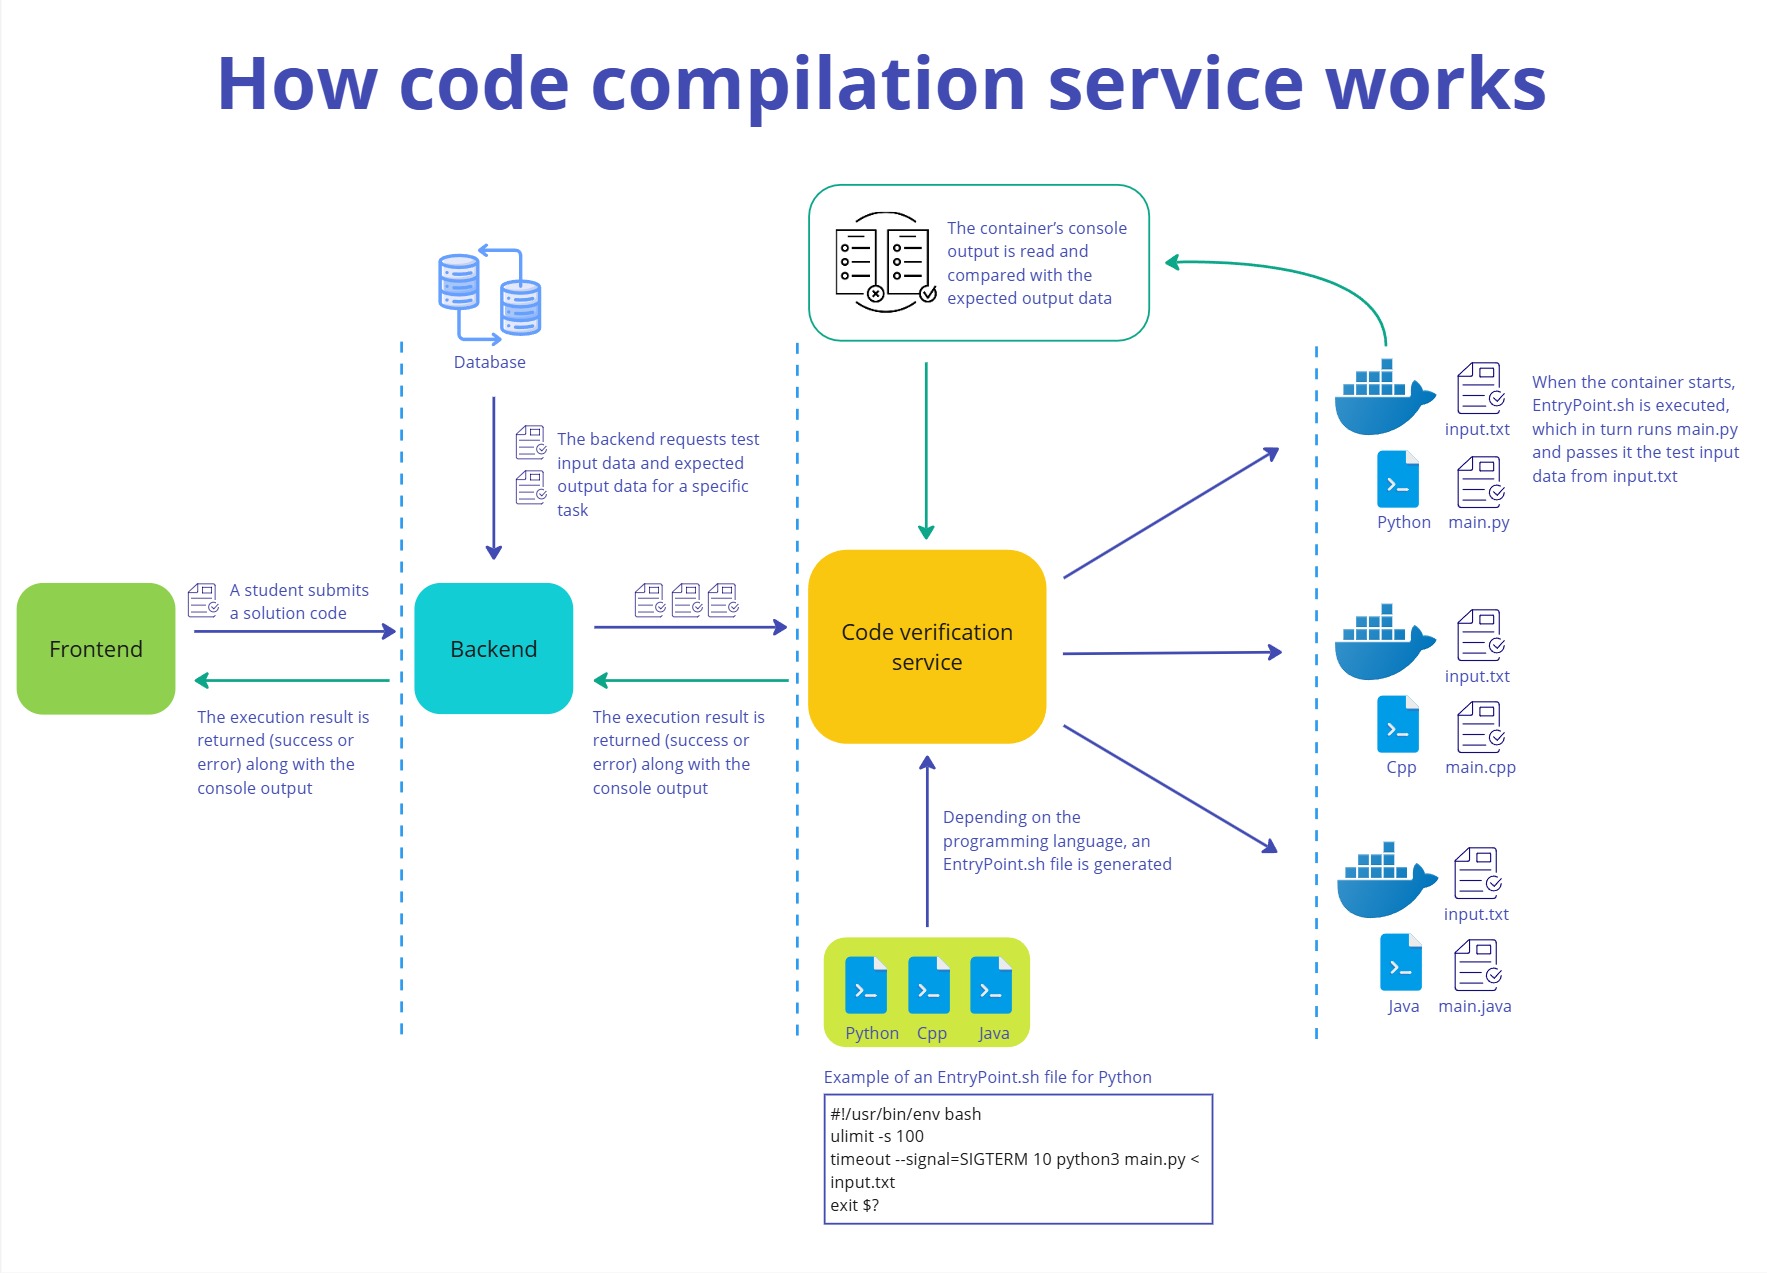 How code compilation service works
The container's console
output is read and
compared with the
expected output data
Database
The backend requests test
input data and expected
output data for a specific
task
When the container starts,
EntryPoint.sh is executed,
which in turn runs main.py
and passes it the test input
data from input.txt
input.txt
Python
main.py
Frontend
A student submits
a solution code
Backend
Code verification
service
input.txt
Cpp
main.cpp
The execution result is
returned (success or
error) along with the
console output
The execution result is
returned (success or
error) along with the
console output
Depending on the
programming language, an
EntryPoint.sh file is generated
input.txt
Java
main.java
Python
Cpp
Java
Example of an EntryPoint.sh file for Python
#!/usr/bin/env bash
ulimit -s 100
timeout --signal=SIGTERM 10 python3 main.py <
input.txt
exit $?